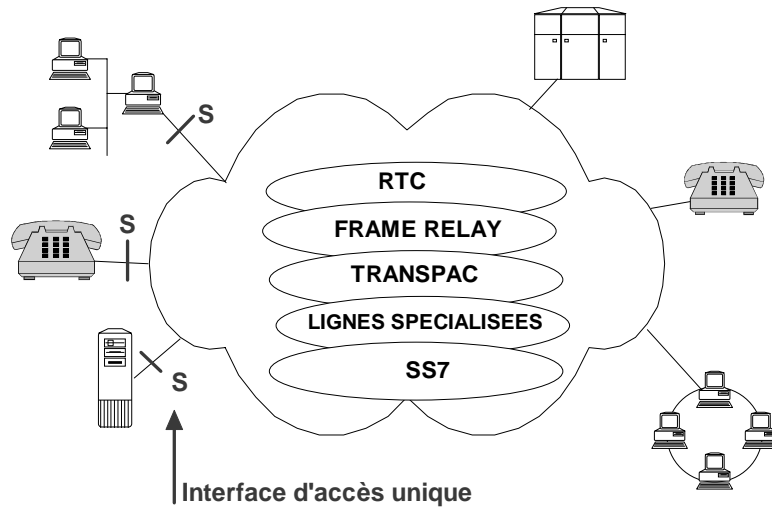 S
RTC
S
FRAME RELAY
TRANSPAC
LIGNES SPECIALISEES
S
SS7
Interface d'accès unique